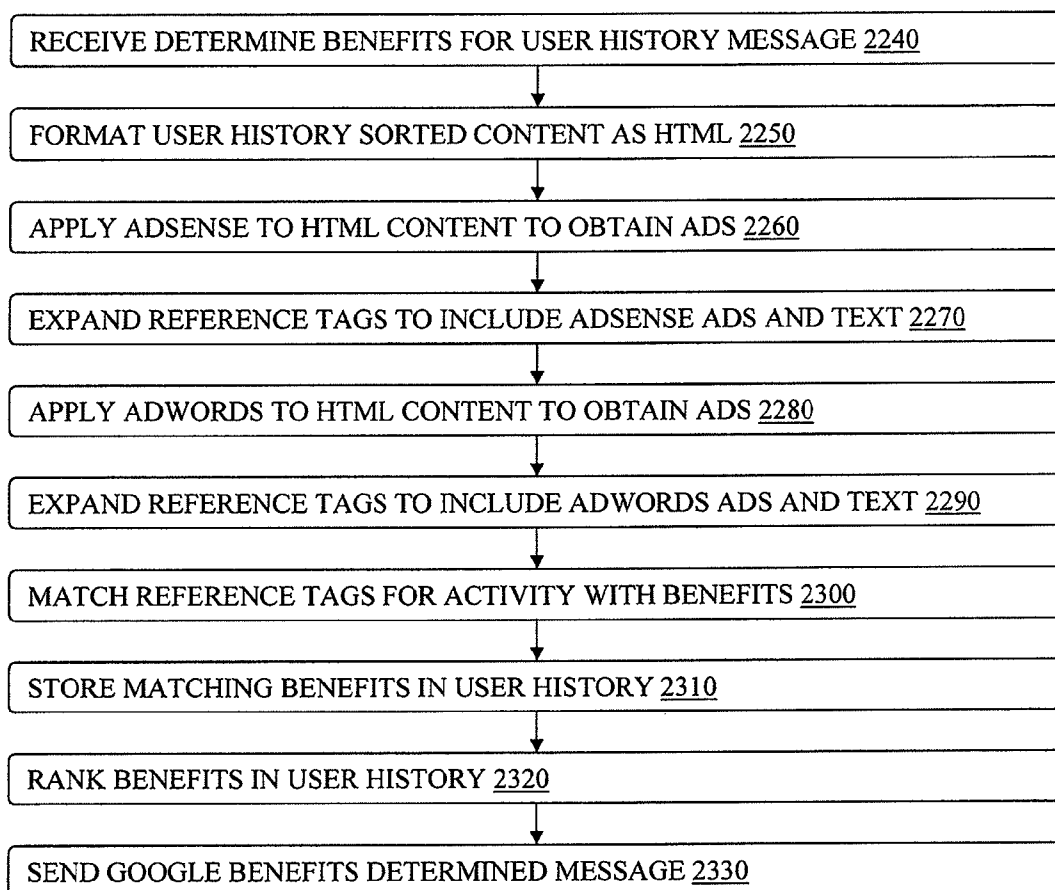 RECEIVE DETERMINE BENEFITS FOR USER HISTORY MESSAGE 2240
FORMAT USER HISTORY SORTED CONTENT AS HTML 2250
APPLY ADSENSE TO HTML CONTENT TO OBTAIN ADS 2260
EXPAND REFERENCE TAGS TO INCLUDE ADSENSE ADS AND TEXT 2270
APPLY ADWORDS TO HTML CONTENT TO OBTAIN ADS 2280
EXPAND REFERENCE TAGS TO INCLUDE ADWORDS ADS AND TEXT 2290
MATCH REFERENCE TAGS FOR ACTIVITY WITH BENEFITS 2300
STORE MATCHING BENEFITS IN USER HISTORY 2310
RANK BENEFITS IN USER HISTORY 2320
SEND GOOGLE BENEFITS DETERMINED MESSAGE 2330